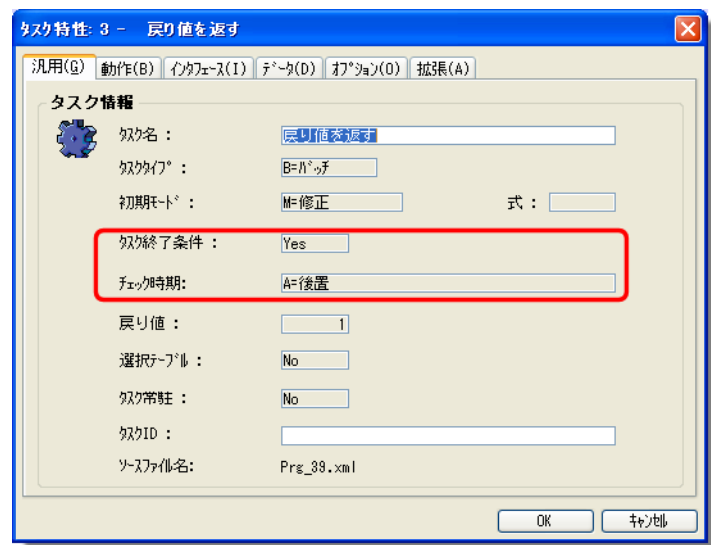 ﾀｽｸ特性: 3 - 戻り値を返す
汎用(G) 動作(B) ｲﾝﾀﾌｪｰｽ(I) ﾃﾞｰﾀ(D) ｵﾌﾟｼｮﾝ(O) 拡張(A)
タスク情報
ﾀｽｸ名 : 戻り値を返す
ﾀｽｸﾀｲﾌﾟ : B=ﾊﾞｯﾁ
初期ﾓｰﾄﾞ : M=修正 式 :
ﾀｽｸ終了条件 : Yes
ﾁｪｯｸ時期: A=後置
戻り値 : 1
選択ﾃｰﾌﾞﾙ : No
ﾀｽｸ常駐 : No
ﾀｽｸID :
ｿｰｽﾌｧｲﾙ名: Prg_39.xml
OK ｷｬﾝｾﾙ